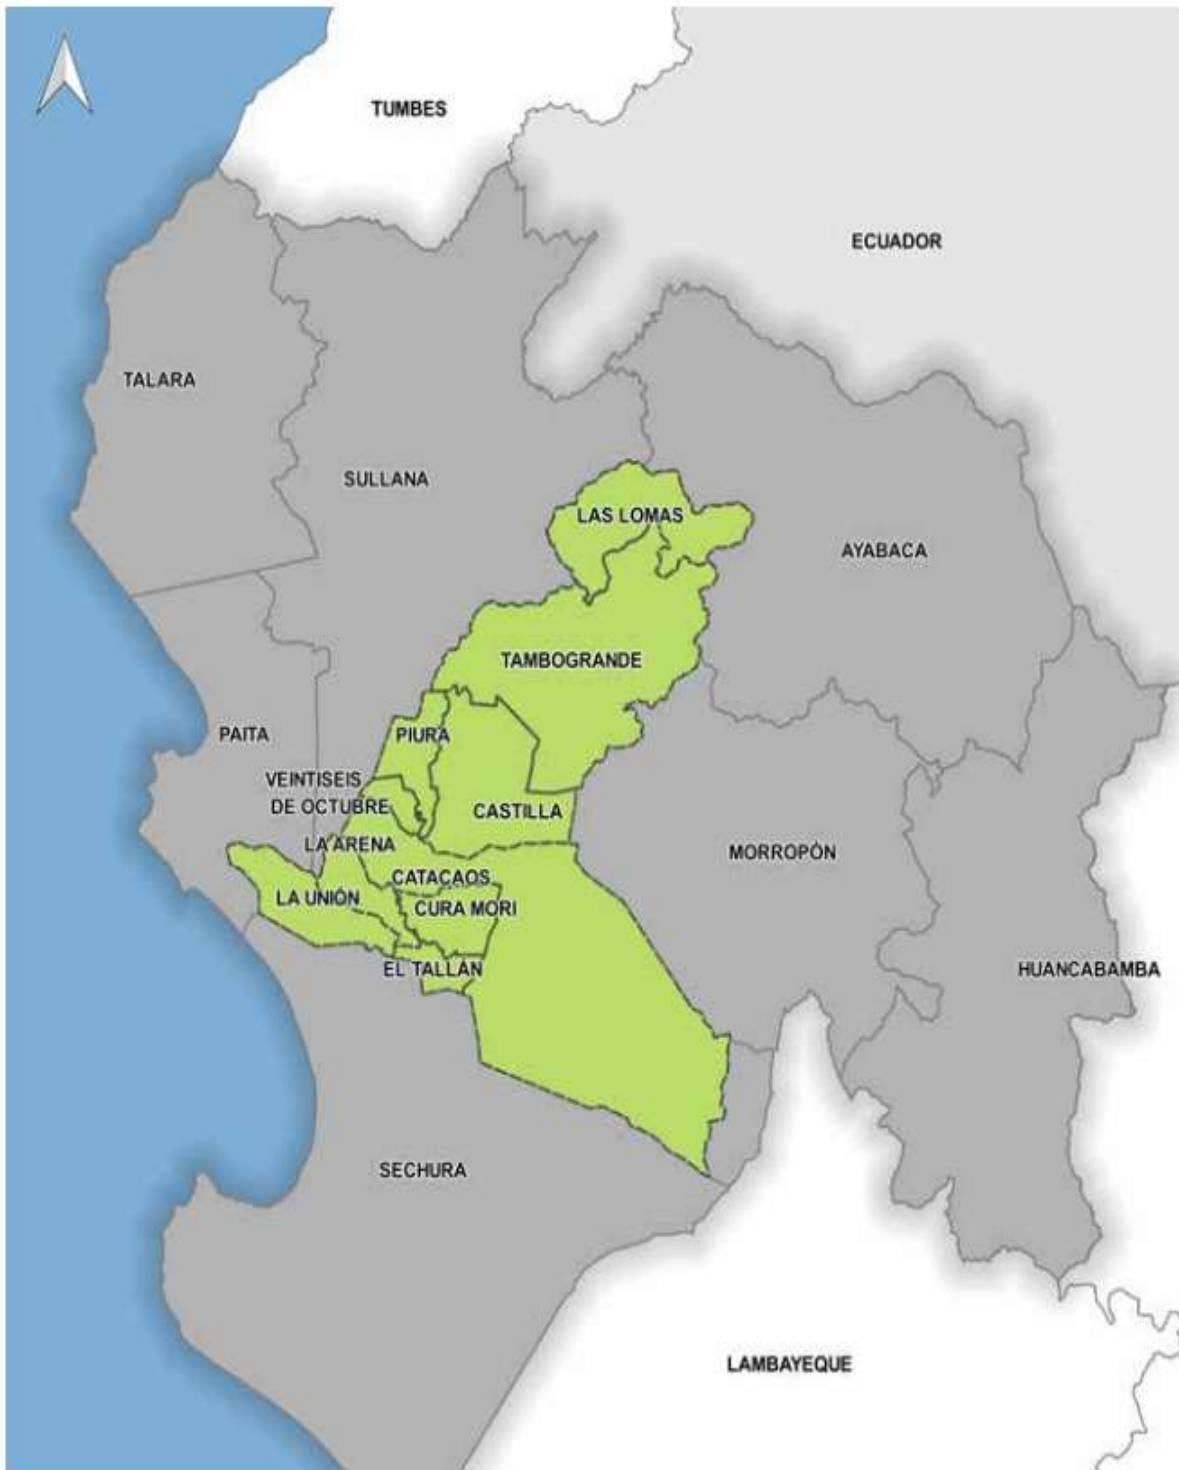 TUMBES
ECUADOR
TALARA
SULLANA
LAS LOMAS
AYABACA
TAMBOGRANDE
PAITA
PIURA
VEINTISEIS
DE OCTUBRE
CASTILLA
LA ARENA
MORROPÓN
CATACAOS
LA UNIÓN
CURA MORI
EL TALLÁN
HUANCABAMBA
SECHURA
LAMBAYEQUE